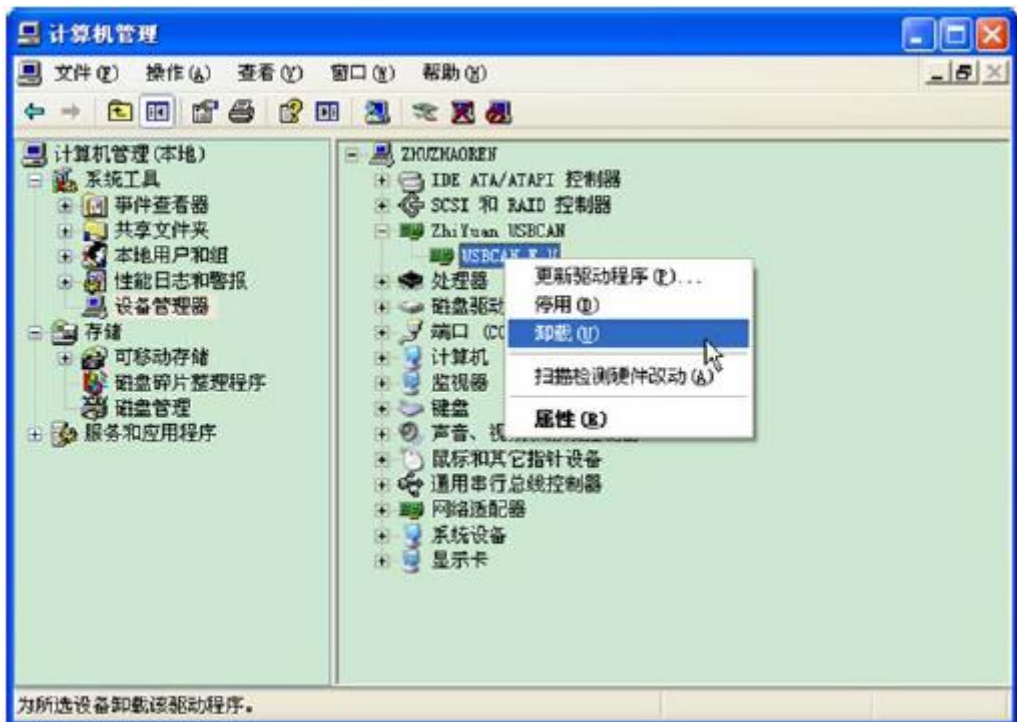 计算机管理
文件(F) 操作(A) 查看(V) 窗口(W) 帮助(H)
计算机管理(本地)
系统工具
事件查看器
共享文件夹
本地用户和组
性能日志和警报
设备管理器
存储
可移动存储
磁盘碎片整理程序
磁盘管理
服务和应用程序
ZHUZHAOREN
IDE ATA/ATAPI 控制器
SCSI 和 RAID 控制器
ZhiYuan USBCAN
处理器
磁盘驱动
端口 (CO
计算机
监视器
键盘
声音、
鼠标和其它指针设备
通用串行总线控制器
网络适配器
系统设备
显示卡
更新驱动程序(P)...
停用(D)
卸载(U)
扫描检测硬件改动(A)
属性(R)
为所选设备卸载该驱动程序。